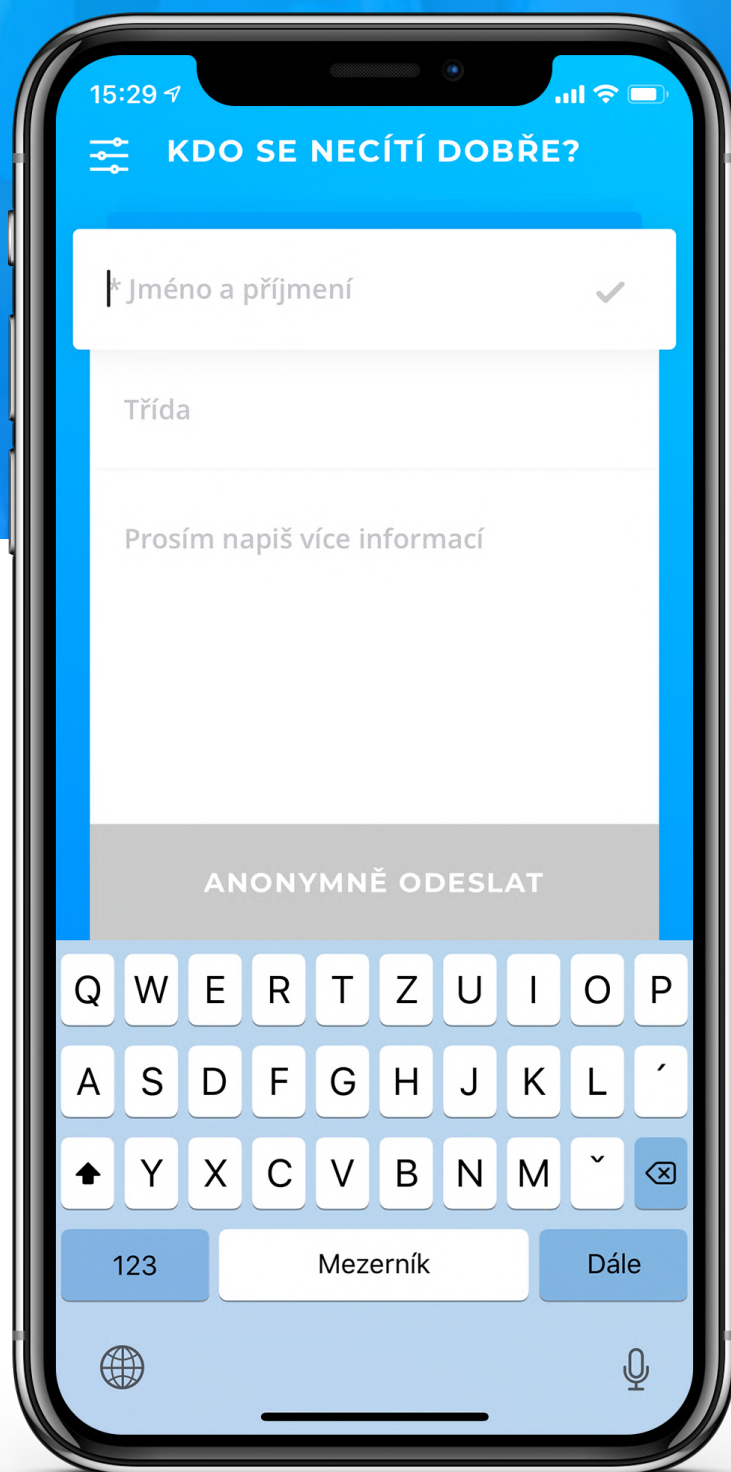 15:29
KDO SE NECÍTÍ DOBŘE?
* Jméno a příjmení
Třída
Prosím napiš více informací
ANONYMNĚ ODESLAT
Q W E R T Z U I O P
A S D F G H J K L ´
Y X C V B N M ˇ
123 Mezerník Dále